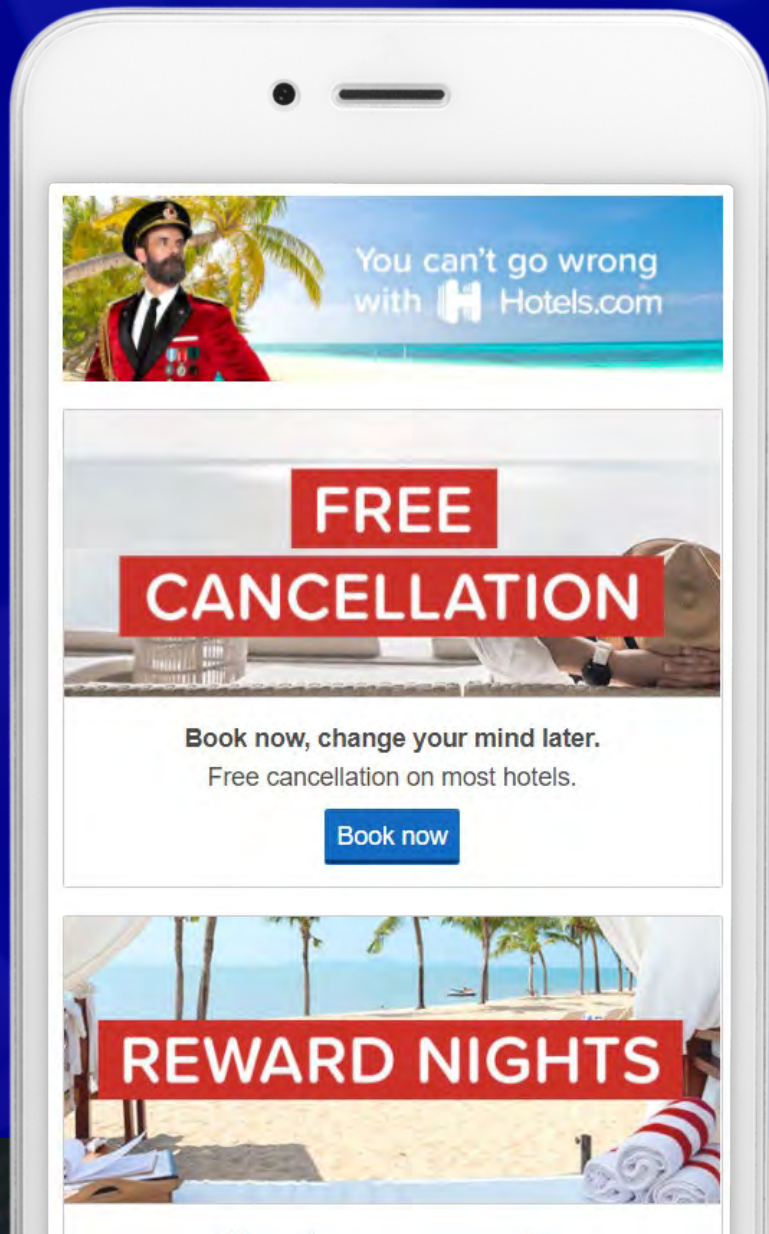 You can't go wrong
with Hotels.com
FREE
CANCELLATION
Book now, change your mind later.
Free cancellation on most hotels.
Book now
REWARD NIGHTS